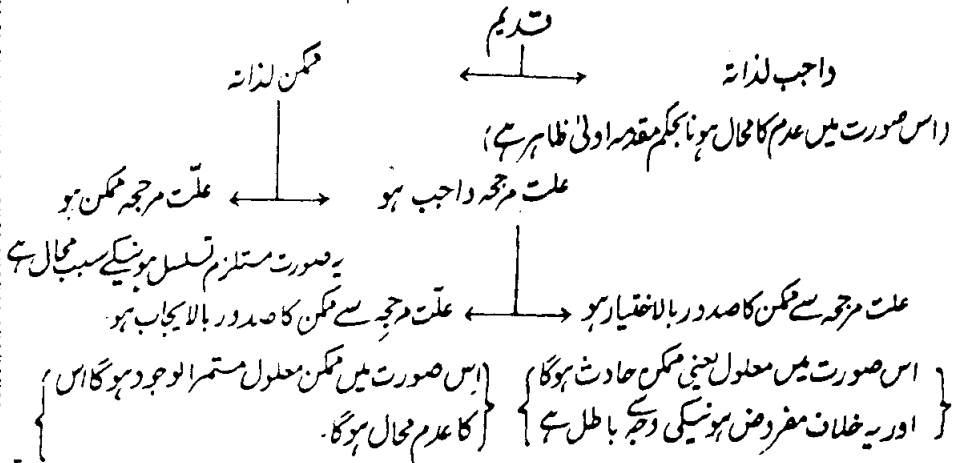 قدیم
واجب لذاتہ
ممکن لذاتہ
(اس صورت میں عدم کا محال ہونا بحکم مقدمہ اولیٰ ظاہر ہے)
علت مرجحہ واجب ہو
علّت مرجحہ ممکن ہو
یہ صورت مستلزم تسلسل ہونیکے سبب محال ہے
علت مرجحہ سے ممکن کا صدور بالاختیار ہو
علّت مرجحہ سے ممکن کا صدور بالایجاب ہو۔
اس صورت میں معلول یعنی ممکن حادث ہوگا
اور یہ خلاف مفروض ہونیکی وجہ سے باطل ہے
اس صورت میں ممکن معلول مستمر الوجود ہوگا اس
کا عدم محال ہوگا۔